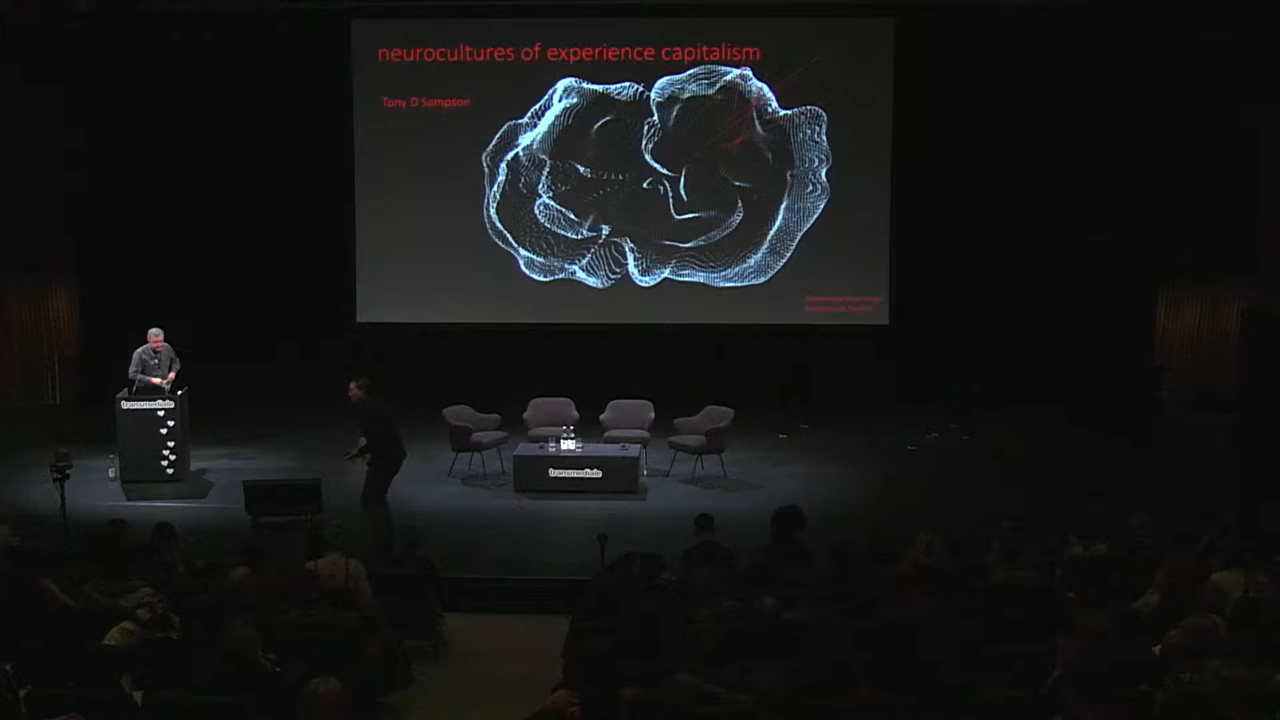 neurocultures of experience capitalism
Tony D Sampson
transmediale
transmediale